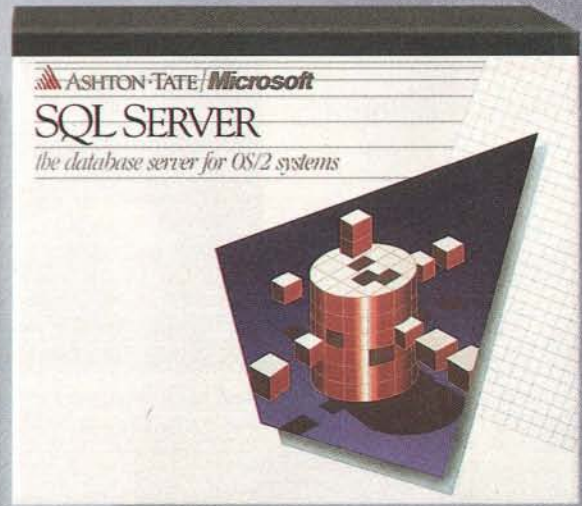 ASHTON·TATE/Microsoft
SQL SERVER
the database server for OS/2 systems